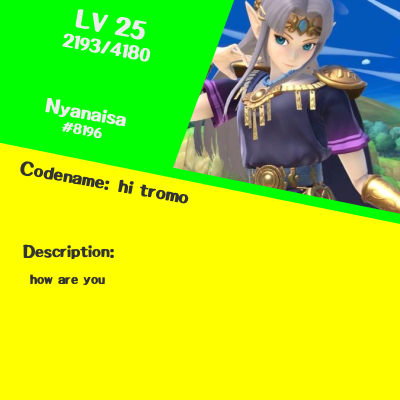 LV 25
2193/4180
Nyanaisa
#8196
Codename: hi tromo
Description:
how are you